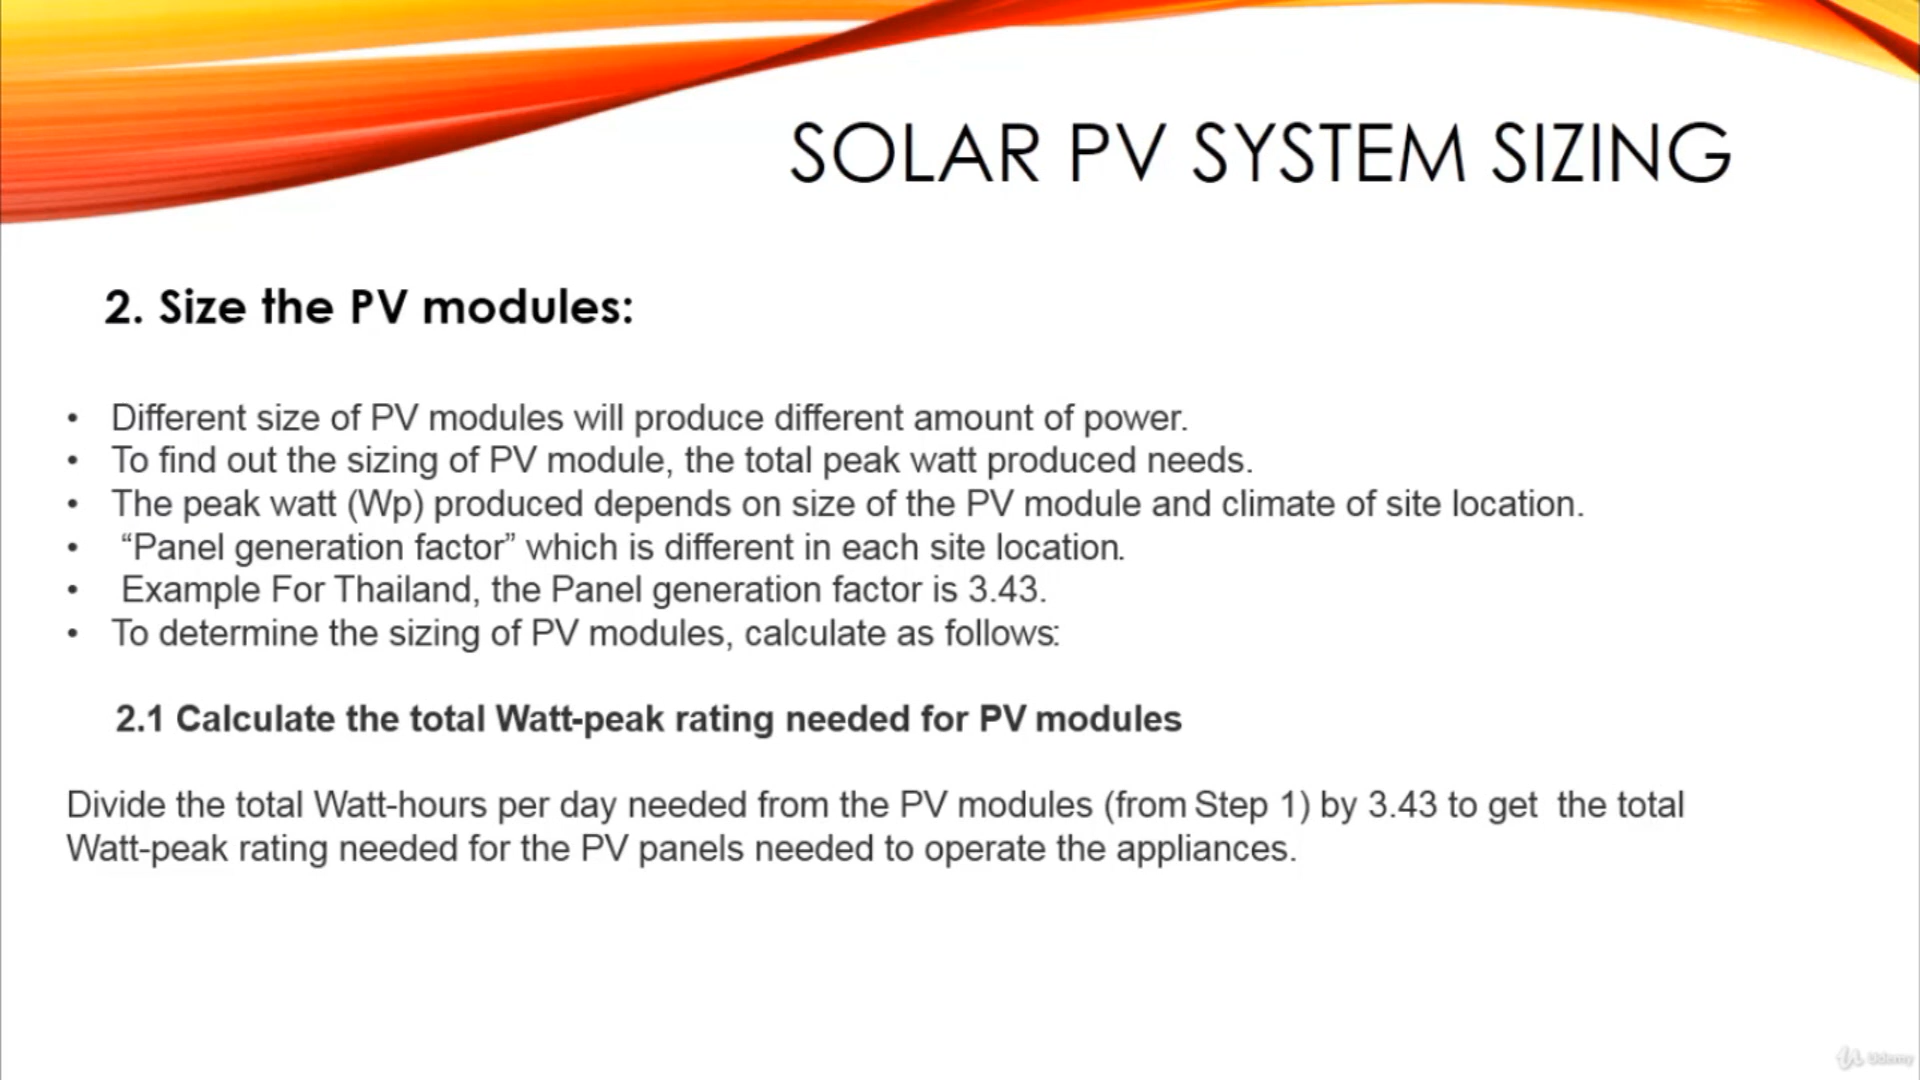 SOLAR PV SYSTEM SIZING
2. Size the PV modules:
• Different size of PV modules will produce different amount of power.
• To find out the sizing of PV module, the total peak watt produced needs.
• The peak watt (Wp) produced depends on size of the PV module and climate of site location.
• “Panel generation factor” which is different in each site location.
• Example For Thailand, the Panel generation factor is 3.43.
• To determine the sizing of PV modules, calculate as follows:
2.1 Calculate the total Watt-peak rating needed for PV modules
Divide the total Watt-hours per day needed from the PV modules (from Step 1) by 3.43 to get the total
Watt-peak rating needed for the PV panels needed to operate the appliances.
Udemy